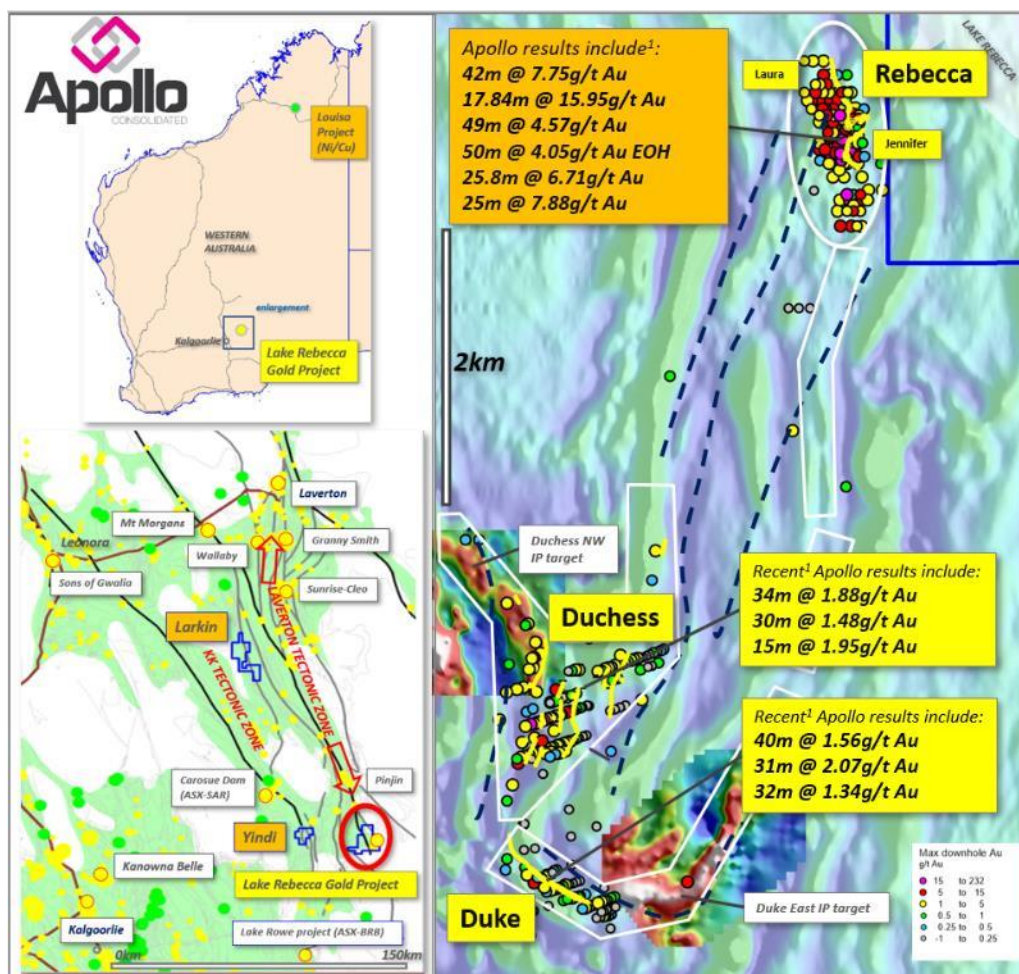 Apollo
CONSOLIDATED
Louisa
Project
(Ni/Cu)
WESTERN
AUSTRALIA
enlargement
Kalgoorlie
Lake Rebecca
Gold Project
Laverton
Mt Morgans
Leonora
Wallaby
Granny Smith
Sons of Gwalia
Sunrise-Cleo
Larkin
LAVERTON TECTONIC ZONE
KK TECTONIC ZONE
Carosue Dam
(ASX-SAR)
Pinjin
Yindi
Kanowna Belle
Lake Rebecca Gold Project
Kalgoorlie
Lake Rowe project (ASX-BRB)
0km
150km
Apollo results include¹:
42m @ 7.75g/t Au
17.84m @ 15.95g/t Au
49m @ 4.57g/t Au
50m @ 4.05g/t Au EOH
25.8m @ 6.71g/t Au
25m @ 7.88g/t Au
LAKE REBECCA
Laura
Rebecca
Jennifer
2km
Duchess NW
IP target
Duchess
Recent¹ Apollo results include:
34m @ 1.88g/t Au
30m @ 1.48g/t Au
15m @ 1.95g/t Au
Recent¹ Apollo results include:
40m @ 1.56g/t Au
31m @ 2.07g/t Au
32m @ 1.34g/t Au
Duke
Duke East IP target
Max downhole Au
g/t Au
15 to 232
5 to 15
1 to 5
0.5 to 1
0.25 to 0.5
-1 to 0.25